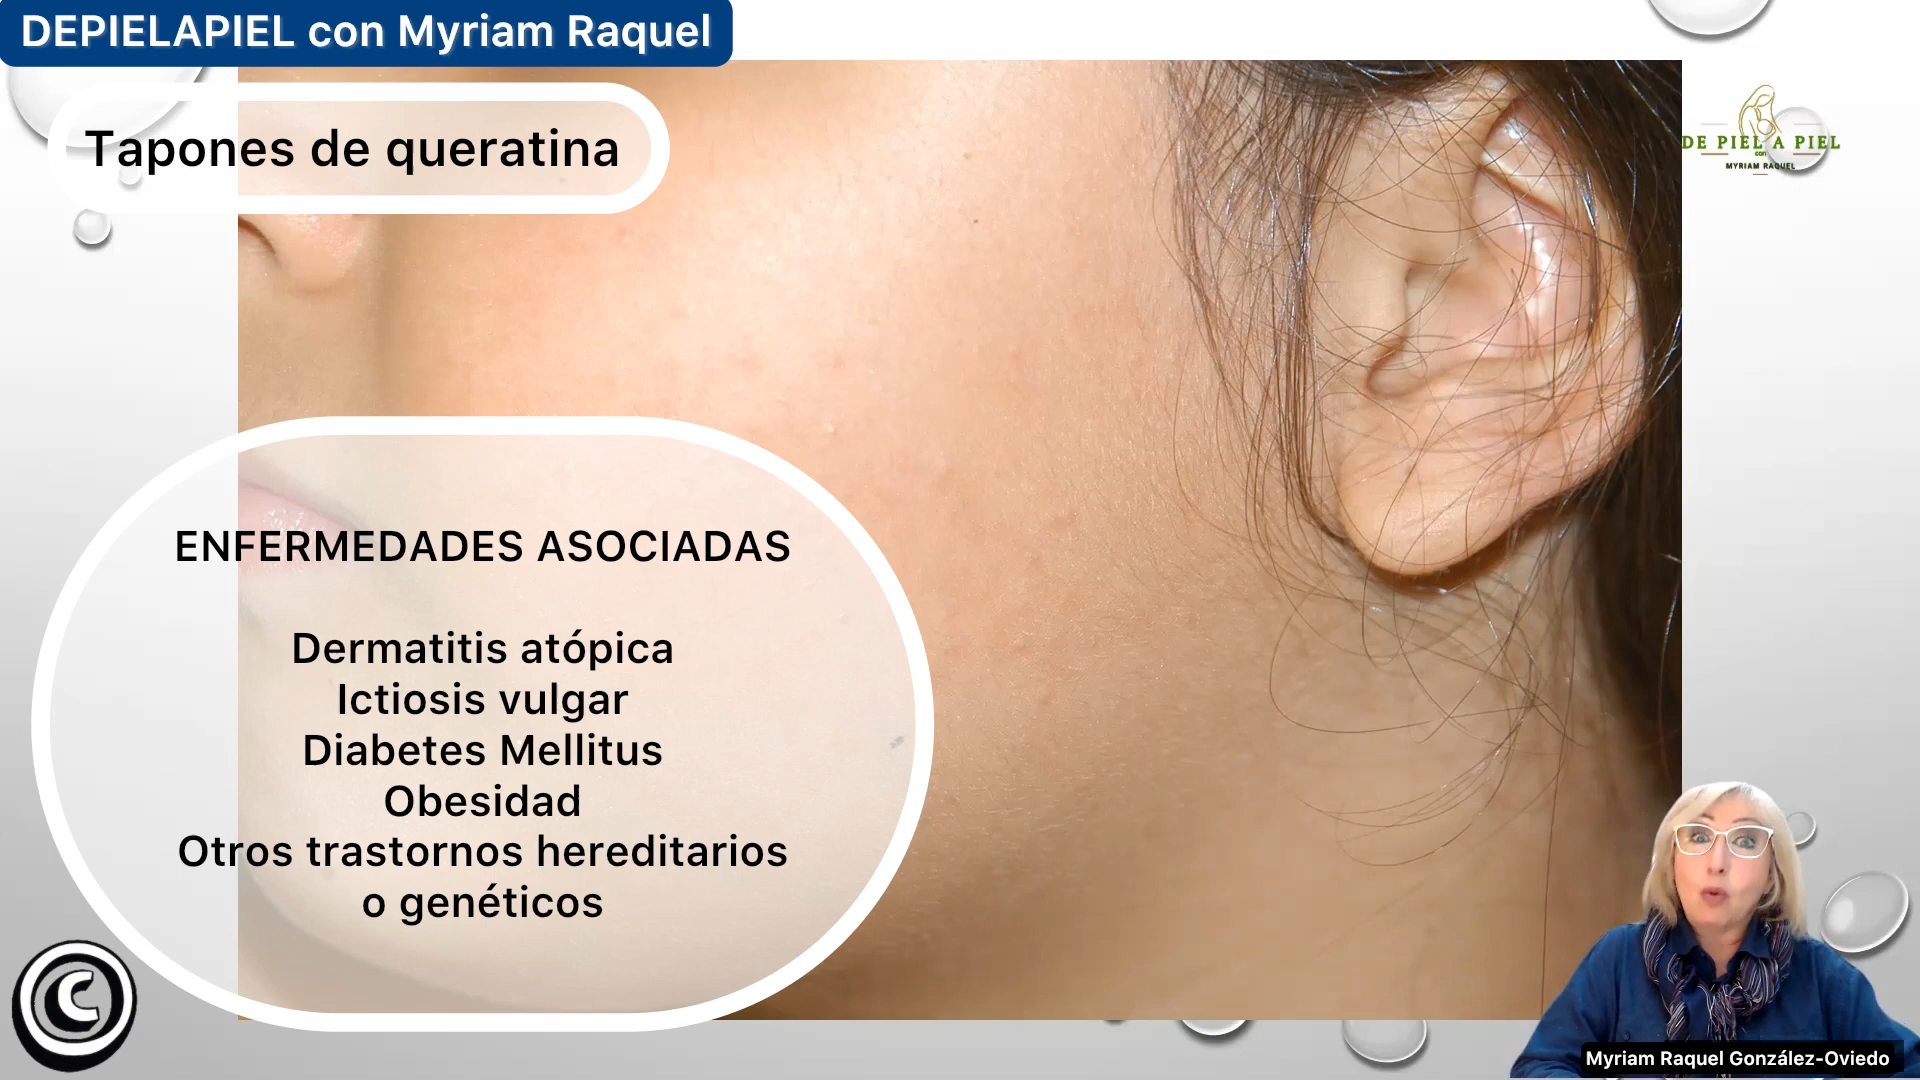 DEPIELAPIEL con Myriam Raquel
Tapones de queratina
DE PIEL A PIEL
con
MYRIAM RAQUEL
ENFERMEDADES ASOCIADAS
Dermatitis atópica
Ictiosis vulgar
Diabetes Mellitus
Obesidad
Otros trastornos hereditarios
o genéticos
C
Myriam Raquel González-Oviedo